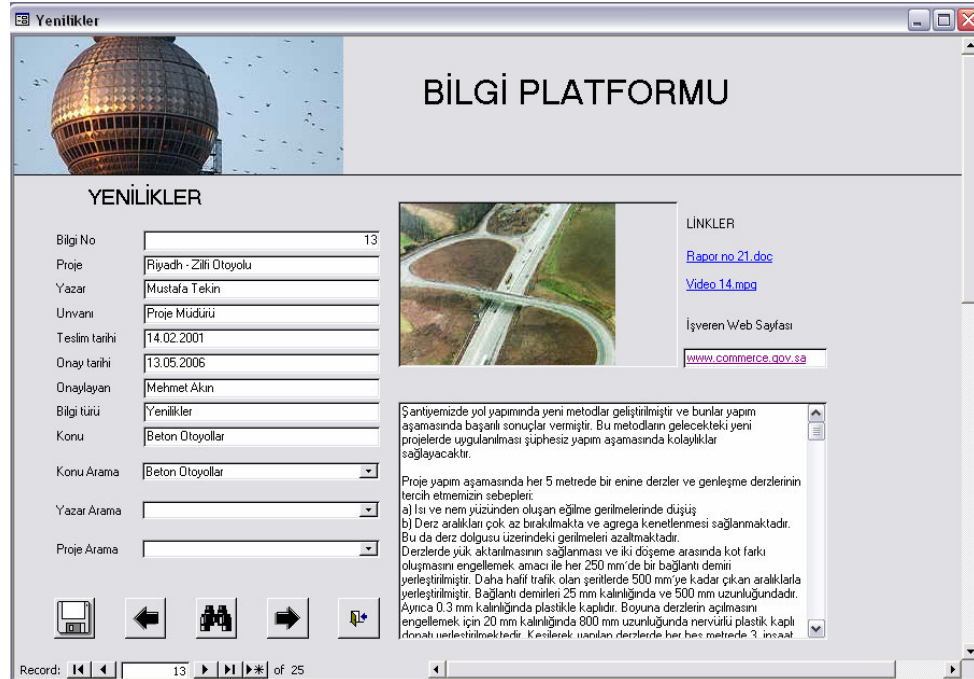 Yenilikler
BİLGİ PLATFORMU
YENİLİKLER
Bilgi No 13
Proje Riyadh - Zilfi Otoyolu
Yazar Mustafa Tekin
Unvanı Proje Müdürü
Teslim tarihi 14.02.2001
Onay tarihi 13.05.2006
Onaylayan Mehmet Akın
Bilgi türü Yenilikler
Konu Beton Otoyollar
Konu Arama Beton Otoyollar
Yazar Arama
Proje Arama
LİNKLER
Rapor no 21.doc
Video 14.mpg
İşveren Web Sayfası
www.commerce.gov.sa
Şantiyemizde yol yapımında yeni metodlar geliştirilmiştir ve bunlar yapım
aşamasında başarılı sonuçlar vermiştir. Bu metodların gelecekteki yeni
projelerde uygulanılması şüphesiz yapım aşamasında kolaylıklar
sağlayacaktır.
Proje yapım aşamasında her 5 metrede bir enine derzler ve genleşme derzlerinin
tercih etmemizin sebepleri:
a) Isı ve nem yüzünden oluşan eğilme gerilmelerinde düşüş
b) Derz aralıkları çok az bırakılmakta ve agrega kenetlenmesi sağlanmaktadır.
Bu da derz dolgusu üzerindeki gerilmeleri azaltmaktadır.
Derzlerde yük aktarılmasının sağlanması ve iki döşeme arasında kot farkı
oluşmasını engellemek amacı ile her 250 mm´de bir bağlantı demiri
yerleştirilmiştir. Daha hafif trafik olan şeritlerde 500 mm´ye kadar çıkan aralıklarla
yerleştirilmiştir. Bağlantı demirleri 25 mm kalınlığında ve 500 mm uzunluğundadır.
Ayrıca 0.3 mm kalınlığında plastikle kaplıdır. Boyuna derzlerin açılmasını
engellemek için 20 mm kalınlığında 800 mm uzunluğunda nervürlü plastik kaplı
donatı yerleştirilmektedir. Kesilerek yapılan derzlerde her beş metrede 3, inşaat
Record: 13 of 25